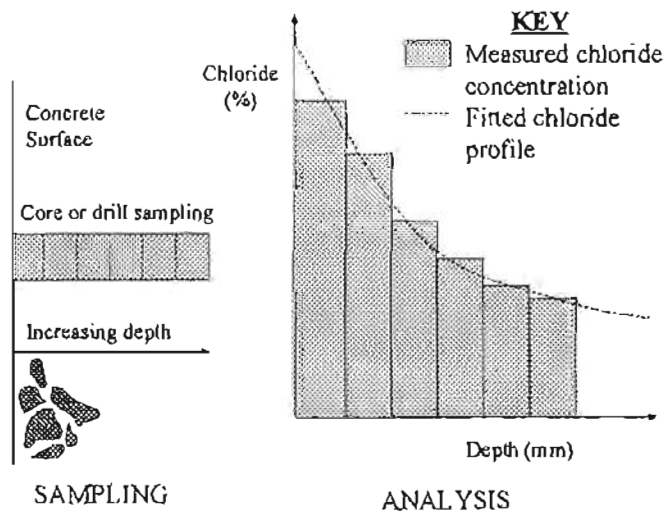 KEY
Measured chloride
concentration
Fitted chloride
profile
Chloride
(%)
Concrete
Surface
Core or drill sampling
Increasing depth
Depth (mm)
SAMPLING
ANALYSIS